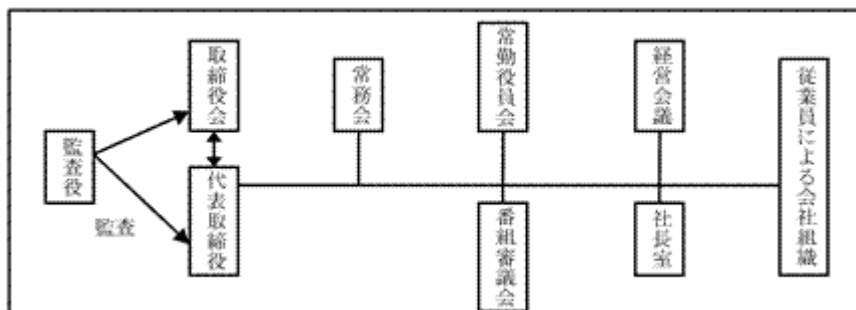 監査役
監査
取締役会
代表取締役
常務会
常勤役員会
番組審議会
経営会議
社長室
従業員による会社組織